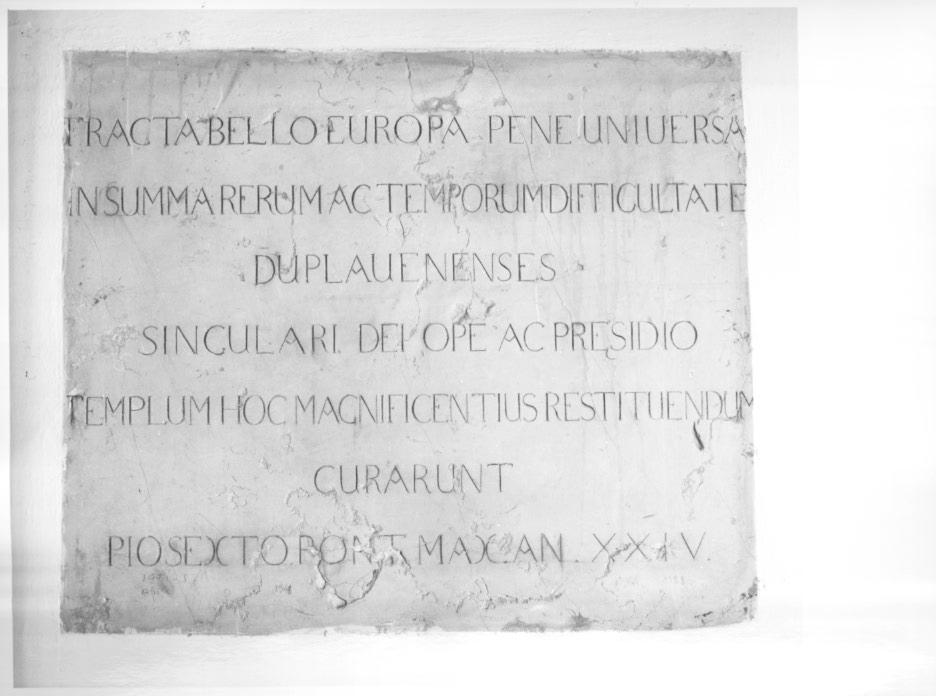 TRACTA BELLO EUROPA PENE UNIUERSA
IN SUMMA RERUM AC TEMPORUM DIFFICULTATE
DUPLAUENENSES
SINGULARI DEI OPE AC PRESIDIO
TEMPLUM HOC MAGNIFICENTIUS RESTITUENDUM
CURARUNT
PIO SEXTO. PONT. MAX. AN. XXIV.